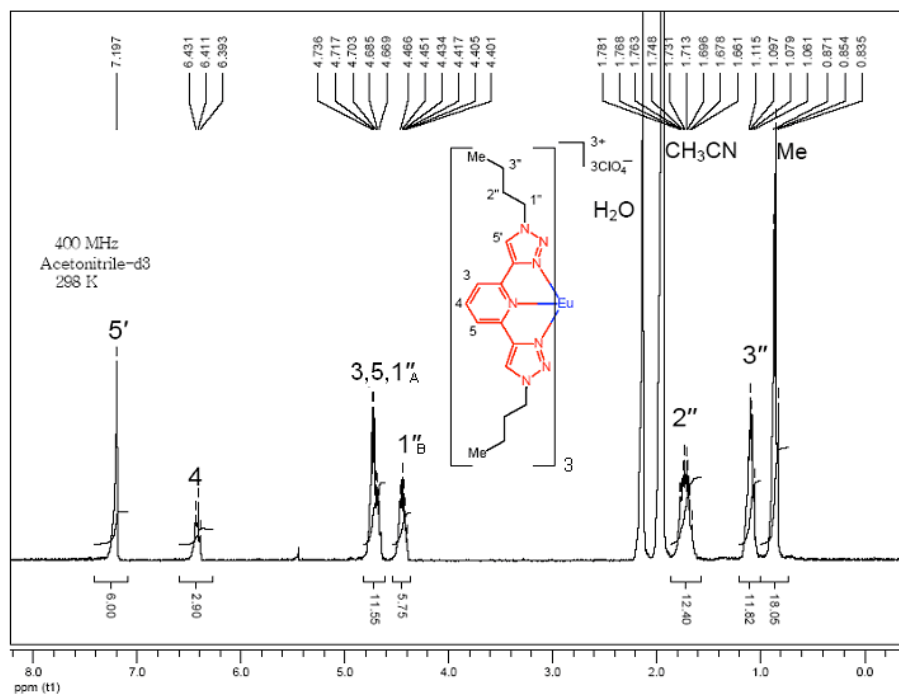 7.197
6.431
6.411
6.393
4.736
4.717
4.703
4.685
4.669
4.466
4.451
4.434
4.417
4.405
4.401
1.781
1.768
1.763
1.748
1.731
1.713
1.696
1.678
1.661
1.115
1.097
1.079
1.061
0.871
0.854
0.835
CH₃CN
Me
H₂O
3+
3ClO₄⁻
Me
3"
2"
1"
N
N
5'
N
3
4
N
Eu
5
N
N
N
Me
3
400 MHz
Acetonitrile-d3
298 K
5'
4
3,5,1"A
1"B
2"
3"
6.00
2.90
11.55
5.75
12.40
11.82
18.05
8.0 7.0 6.0 5.0 4.0 3.0 2.0 1.0 0.0
ppm (t1)